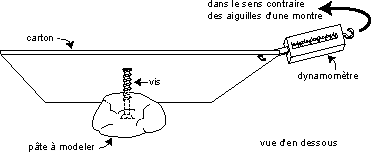 dans le sens contraire
des aiguilles d'une montre
carton
vis
dynamomètre
pâte à modeler
vue d'en dessous